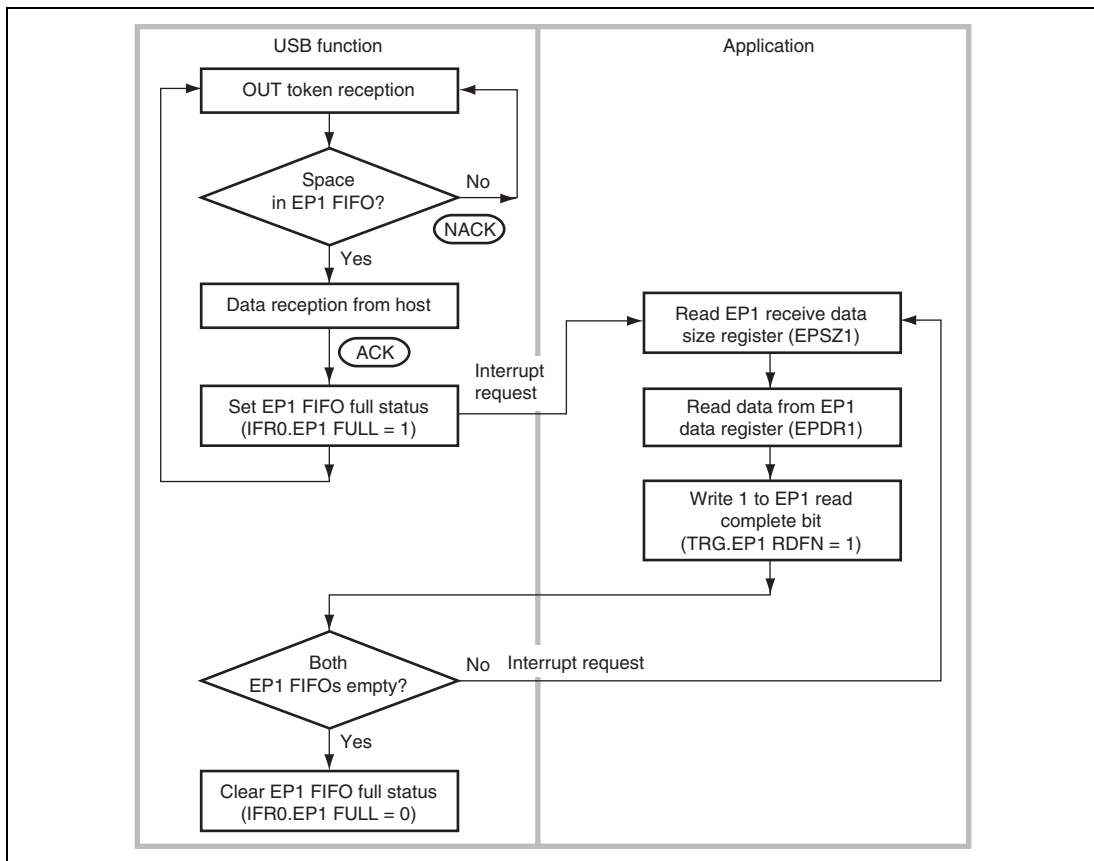 USB function
Application
OUT token reception
Space
in EP1 FIFO?
No
NACK
Yes
Data reception from host
ACK
Set EP1 FIFO full status
(IFR0.EP1 FULL = 1)
Interrupt
request
Read EP1 receive data
size register (EPSZ1)
Read data from EP1
data register (EPDR1)
Write 1 to EP1 read
complete bit
(TRG.EP1 RDFN = 1)
Both
EP1 FIFOs empty?
No Interrupt request
Yes
Clear EP1 FIFO full status
(IFR0.EP1 FULL = 0)